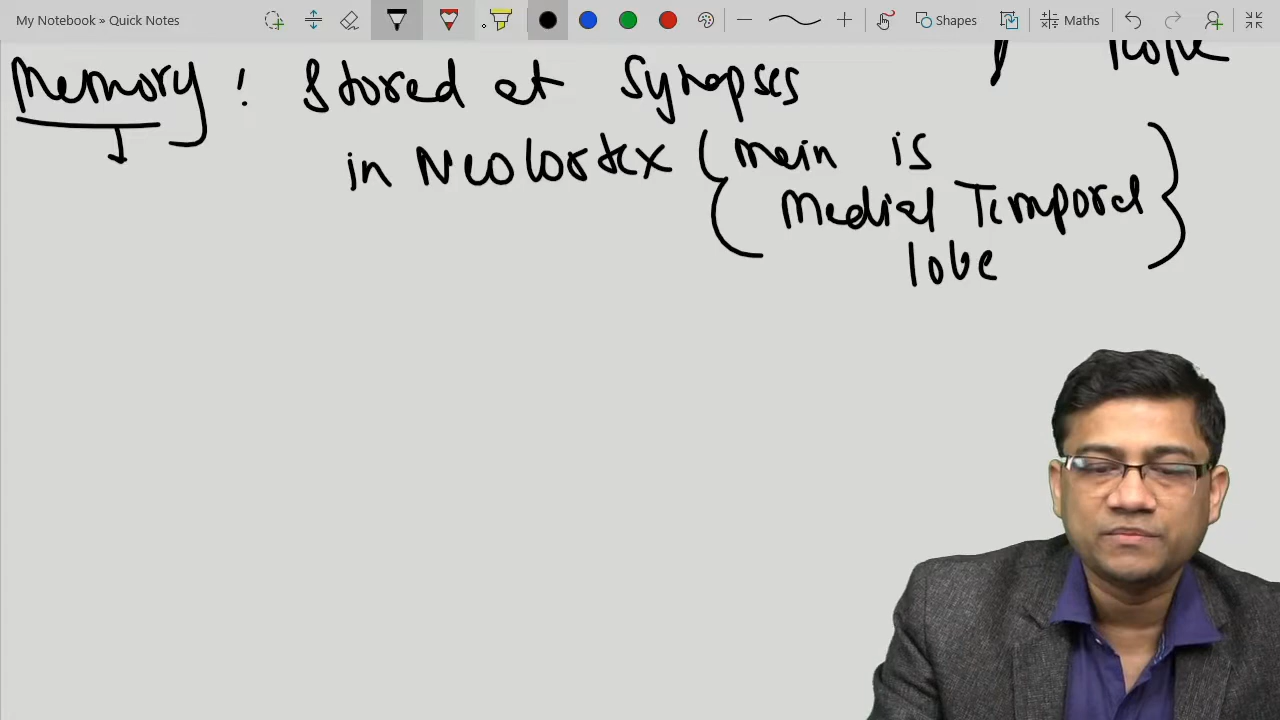 My Notebook » Quick Notes
Shapes
Maths
Memory : Stored at Synapses
in Neocortex ( main is
Medial Temporal
lobe